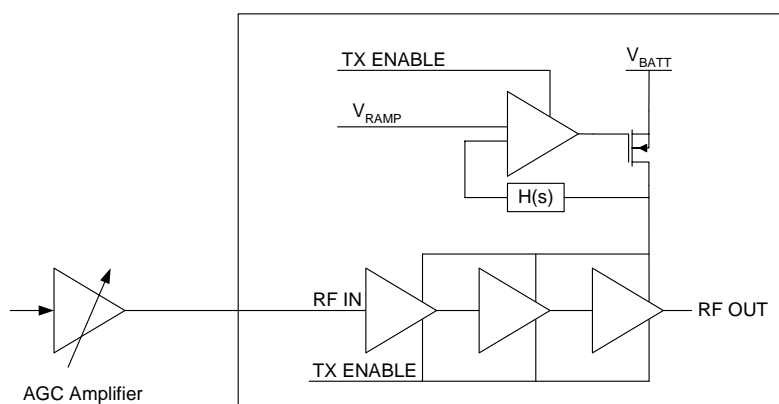 TX ENABLE
V_BATT
V_RAMP
H(s)
RF IN
RF OUT
TX ENABLE
AGC Amplifier